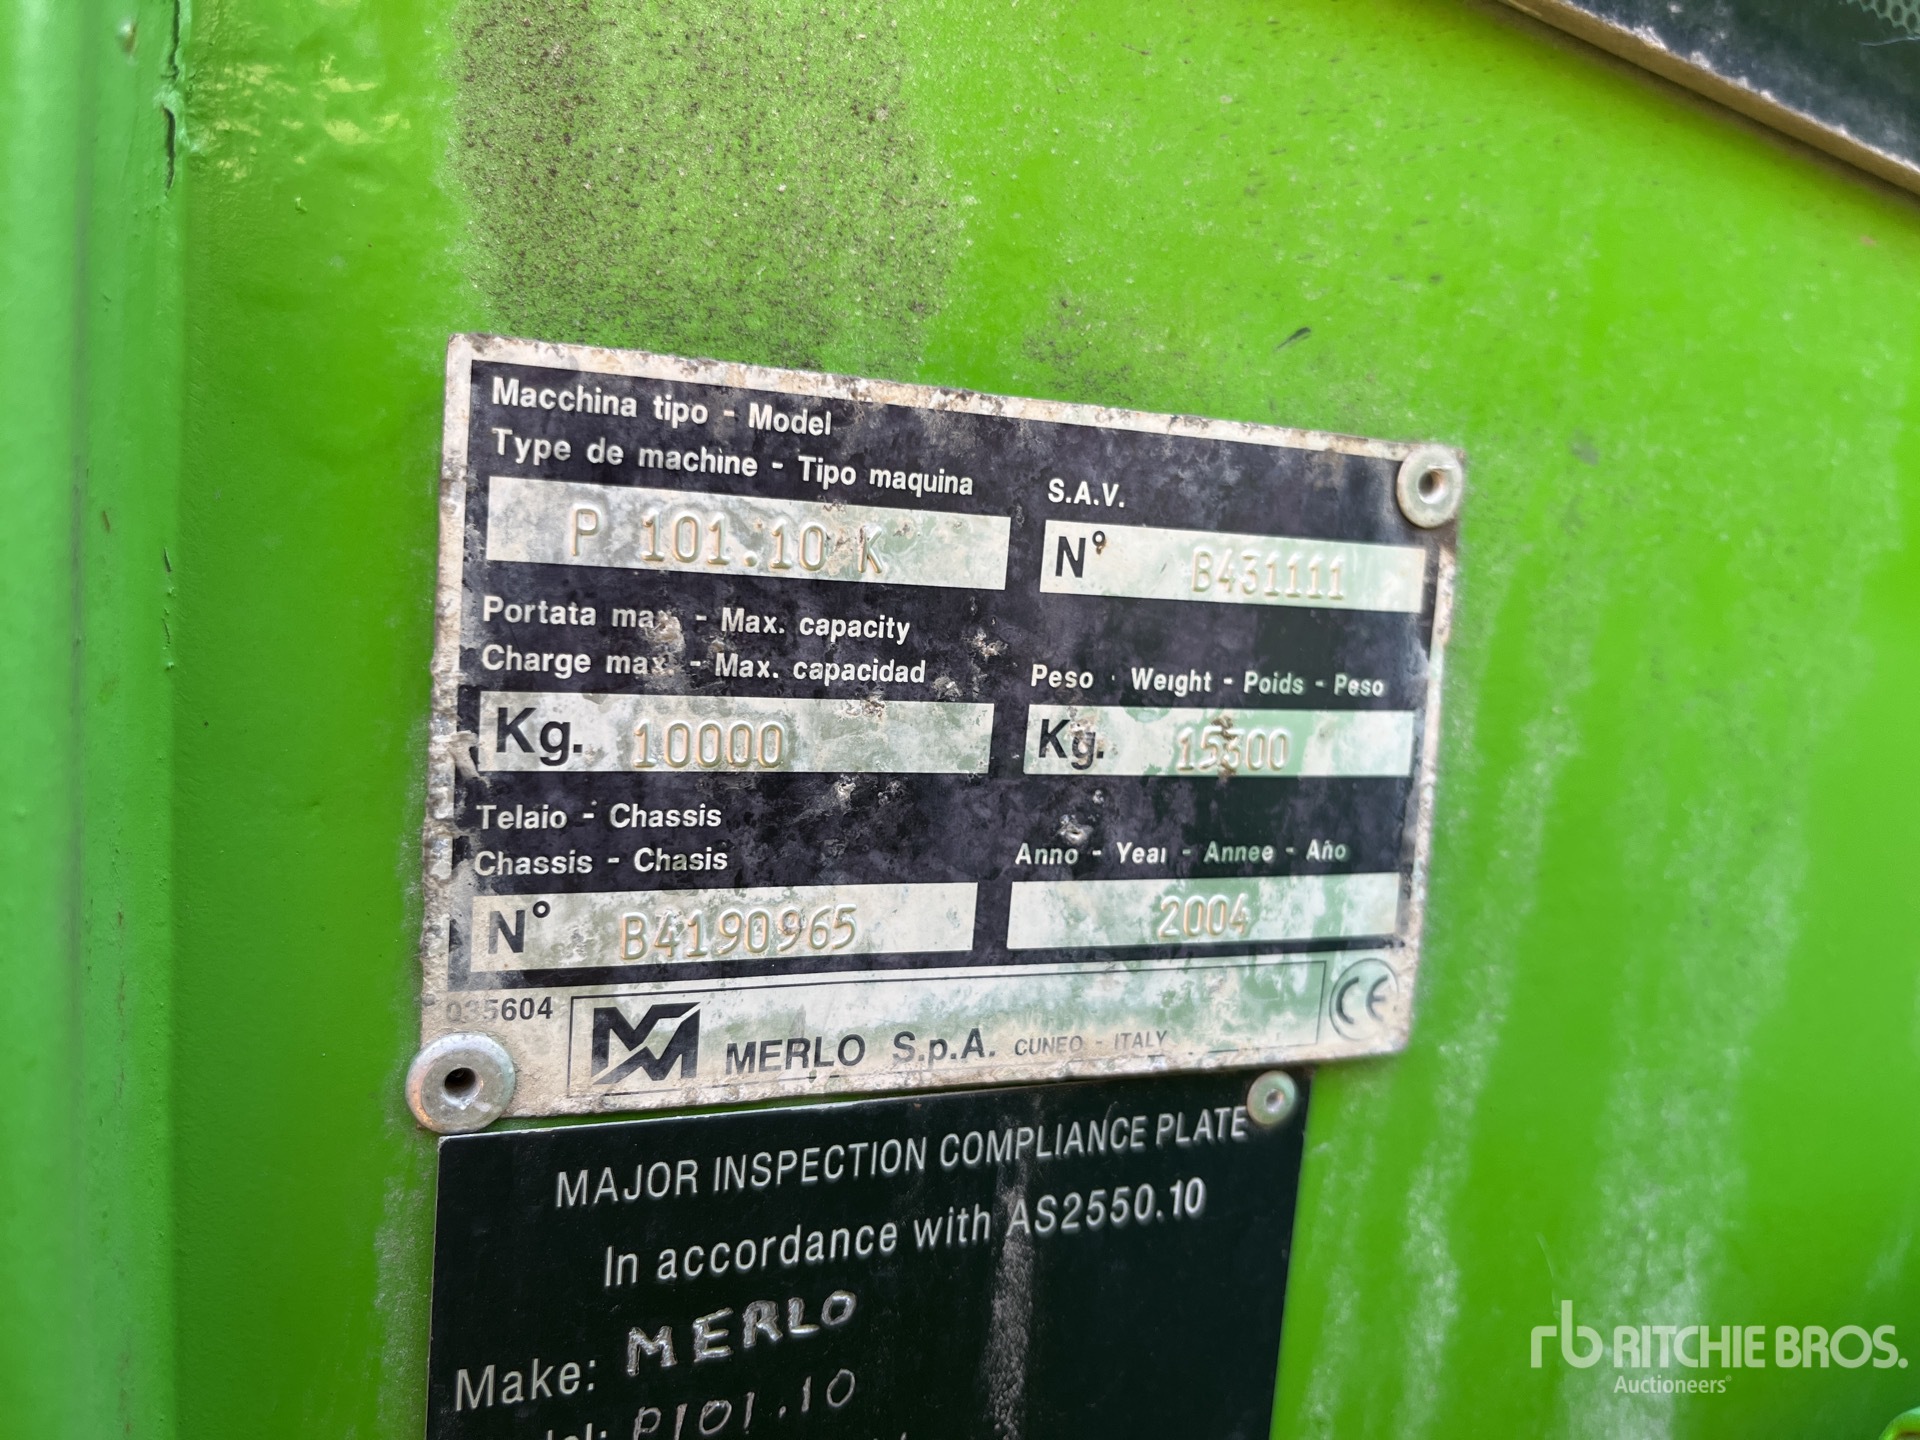 Macchina tipo - Model
Type de machine - Tipo maquina
P 101.10 K
S.A.V.
N° B431111
Portata max. - Max. capacity
Charge max. - Max. capacidad
Kg. 10000
Peso - Weight - Poids - Peso
Kg. 15300
Telaio - Chassis
Chassis - Chasis
N° B4190965
Anno - Year - Annee - Año
2004
035604
MERLO S.p.A. CUNEO - ITALY
CE
MAJOR INSPECTION COMPLIANCE PLATE
In accordance with AS2550.10
Make: MERLO
P101.10
rb RITCHIE BROS.
Auctioneers